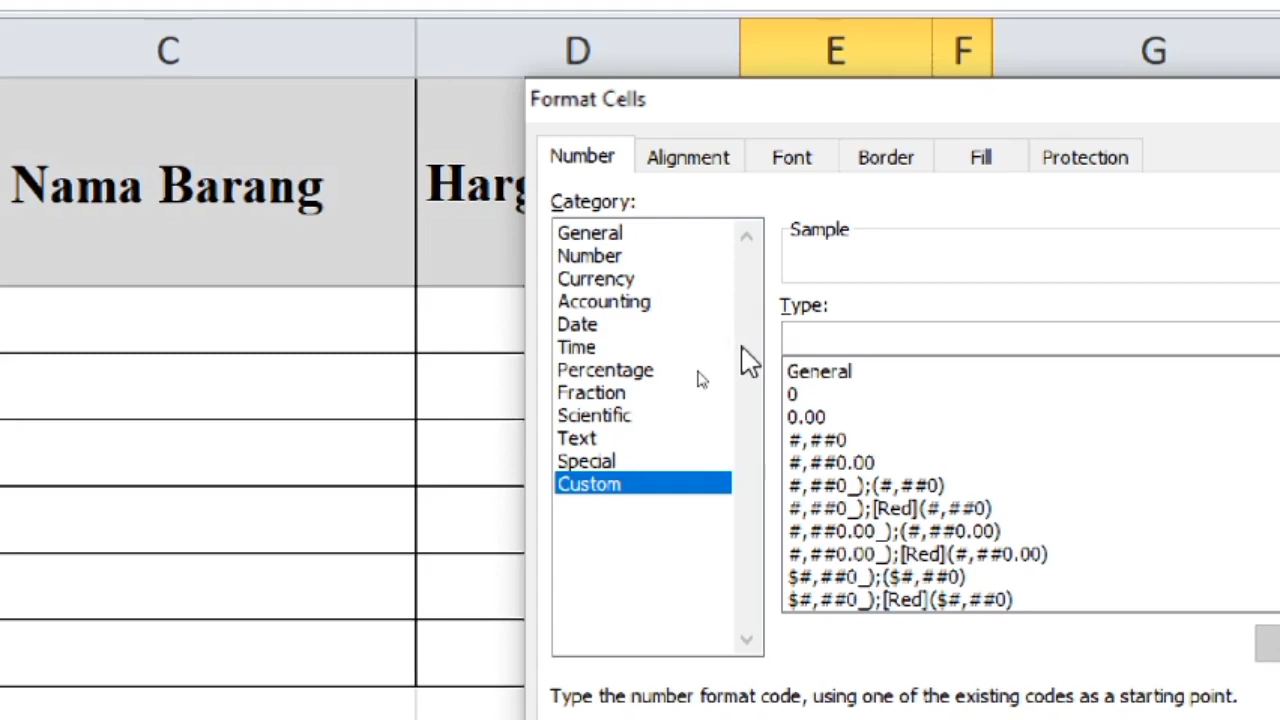 C D E F G
Format Cells
Number Alignment Font Border Fill Protection
Nama Barang
Category:
General
Number
Currency
Accounting
Date
Time
Percentage
Fraction
Scientific
Text
Special
Custom
Sample
Type:
General
0
0.00
#,##0
#,##0.00
#,##0_);(#,##0)
#,##0_);[Red](#,##0)
#,##0.00_);(#,##0.00)
#,##0.00_);[Red](#,##0.00)
$#,##0_);($#,##0)
$#,##0_);[Red]($#,##0)
Type the number format code, using one of the existing codes as a starting point.